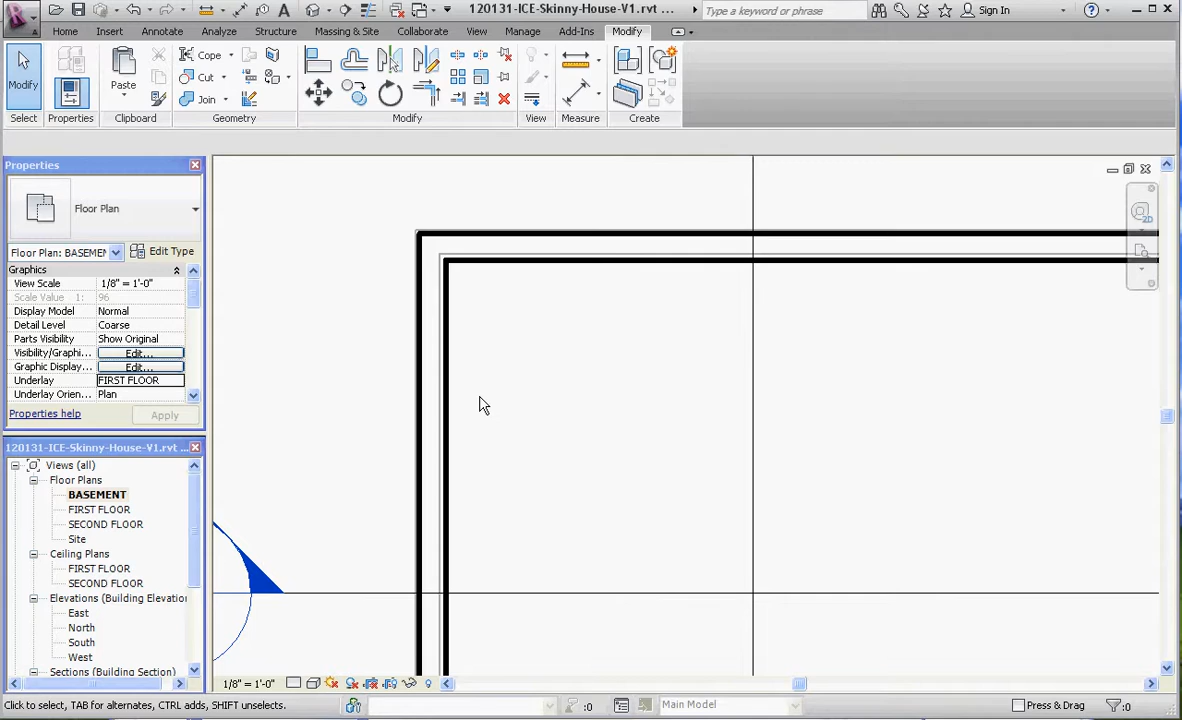 120131-ICE-Skinny-House-V1.rvt ...
Type a keyword or phrase
Sign In
Home Insert Annotate Analyze Structure Massing & Site Collaborate View Manage Add-Ins Modify
Modify
Paste
Cope
Cut
Join
Select Properties Clipboard Geometry Modify View Measure Create
Properties
Floor Plan
Floor Plan: BASEMEN Edit Type
Graphics
View Scale 1/8" = 1'-0"
Scale Value 1: 96
Display Model Normal
Detail Level Coarse
Parts Visibility Show Original
Visibility/Graphi... Edit...
Graphic Display... Edit...
Underlay FIRST FLOOR
Underlay Orien... Plan
Properties help Apply
2D
120131-ICE-Skinny-House-V1.rvt ...
Views (all)
Floor Plans
BASEMENT
FIRST FLOOR
SECOND FLOOR
Site
Ceiling Plans
FIRST FLOOR
SECOND FLOOR
Elevations (Building Elevation
East
North
South
West
Sections (Building Section)
1/8" = 1'-0"
Click to select, TAB for alternates, CTRL adds, SHIFT unselects.
:0
Main Model
Press & Drag
:0